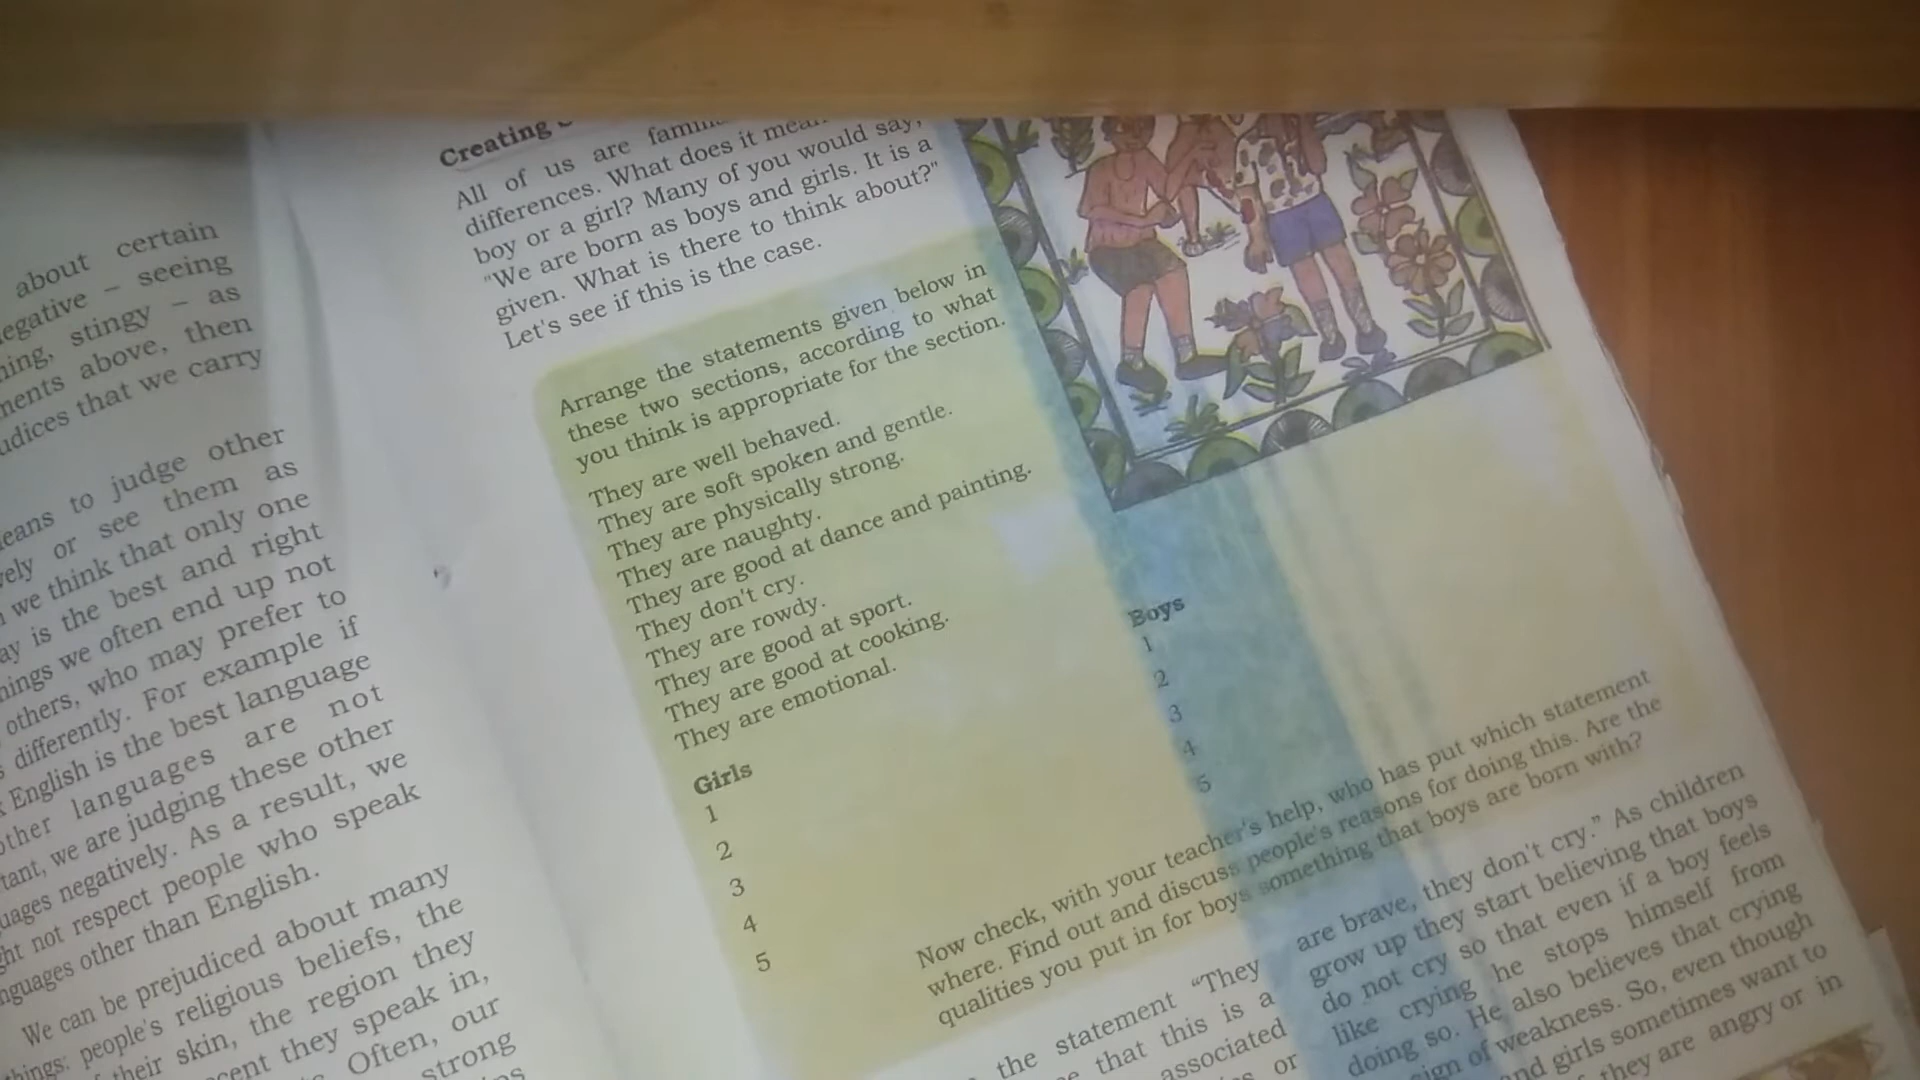 about certain
negative – seeing
stingy – as
above, then
that we carry
to judge other
or see them as
we think that only one
is the best and right
we often end up not
others, who may prefer to
differently. For example if
English is the best language
other languages are not
we are judging these other
negatively. As a result, we
not respect people who speak
other than English.
We can be prejudiced about many
things: people's religious beliefs, the
their skin, the region they
they speak in,
Often, our
strong
Creating
All of us are
differences. What does it
boy or a girl? Many of you would say,
"We are born as boys and girls. It is a
given. What is there to think about?"
Let's see if this is the case.
Arrange the statements given below in
these two sections, according to what
you think is appropriate for the section.
They are well behaved.
They are soft spoken and gentle.
They are physically strong.
They are naughty.
They are good at dance and painting.
They don't cry.
They are rowdy.
They are good at sport.
They are good at cooking.
They are emotional.
Girls
1
2
3
4
5
Boys
1
2
3
4
5
Now check, with your teacher's help, who has put which statement
where. Find out and discuss people's reasons for doing this. Are the
qualities you put in for boys something that boys are born with?
the statement “They
that this is a
associated
or
are brave, they don't cry.” As children
grow up they start believing that boys
do not cry so that even if a boy feels
like crying he stops himself from
doing so. He also believes that crying
sign of weakness. So, even though
and girls sometimes want to
they are angry or in